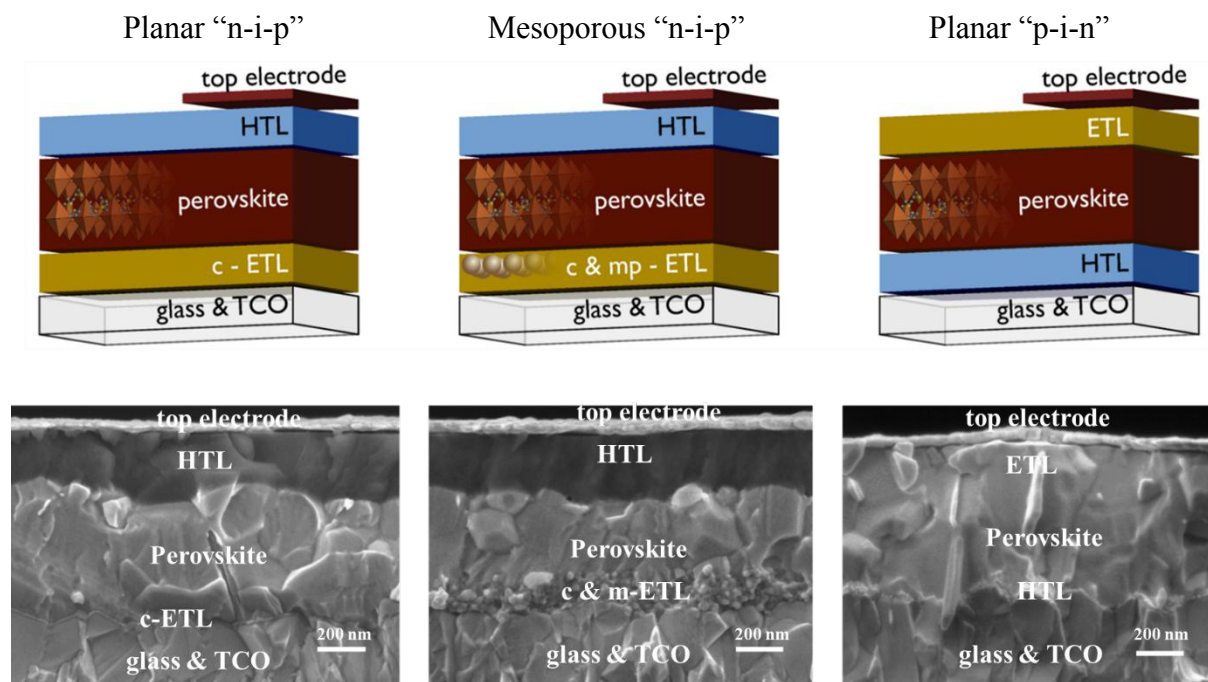 Planar “n-i-p”
Mesoporous “n-i-p”
Planar “p-i-n”
top electrode
HTL
perovskite
c - ETL
glass & TCO
top electrode
HTL
perovskite
c & mp - ETL
glass & TCO
top electrode
ETL
perovskite
HTL
glass & TCO
top electrode
HTL
Perovskite
c-ETL
200 nm
glass & TCO
top electrode
HTL
Perovskite
c & m-ETL
200 nm
glass & TCO
top electrode
ETL
Perovskite
HTL
200 nm
glass & TCO